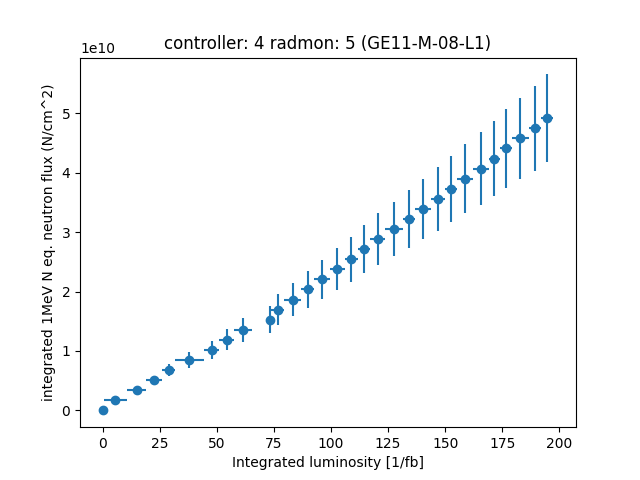 controller: 4 radmon: 5 (GE11-M-08-L1)
1e10
integrated 1MeV N eq. neutron flux (N/cm^2)
5
4
3
2
1
0
0 25 50 75 100 125 150 175 200
Integrated luminosity [1/fb]